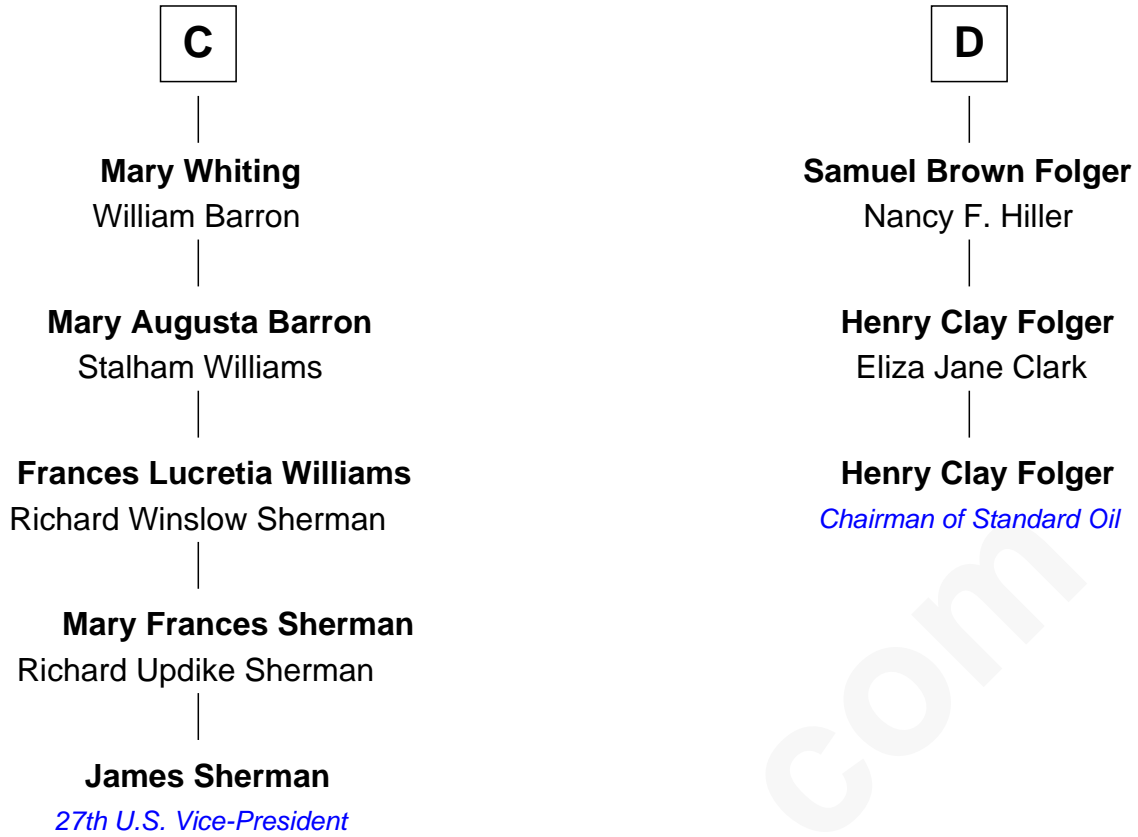 C
Mary Whiting
William Barron
Mary Augusta Barron
Stalham Williams
Frances Lucretia Williams
Richard Winslow Sherman
Mary Frances Sherman
Richard Updike Sherman
James Sherman
27th U.S. Vice-President
D
Samuel Brown Folger
Nancy F. Hiller
Henry Clay Folger
Eliza Jane Clark
Henry Clay Folger
Chairman of Standard Oil
com